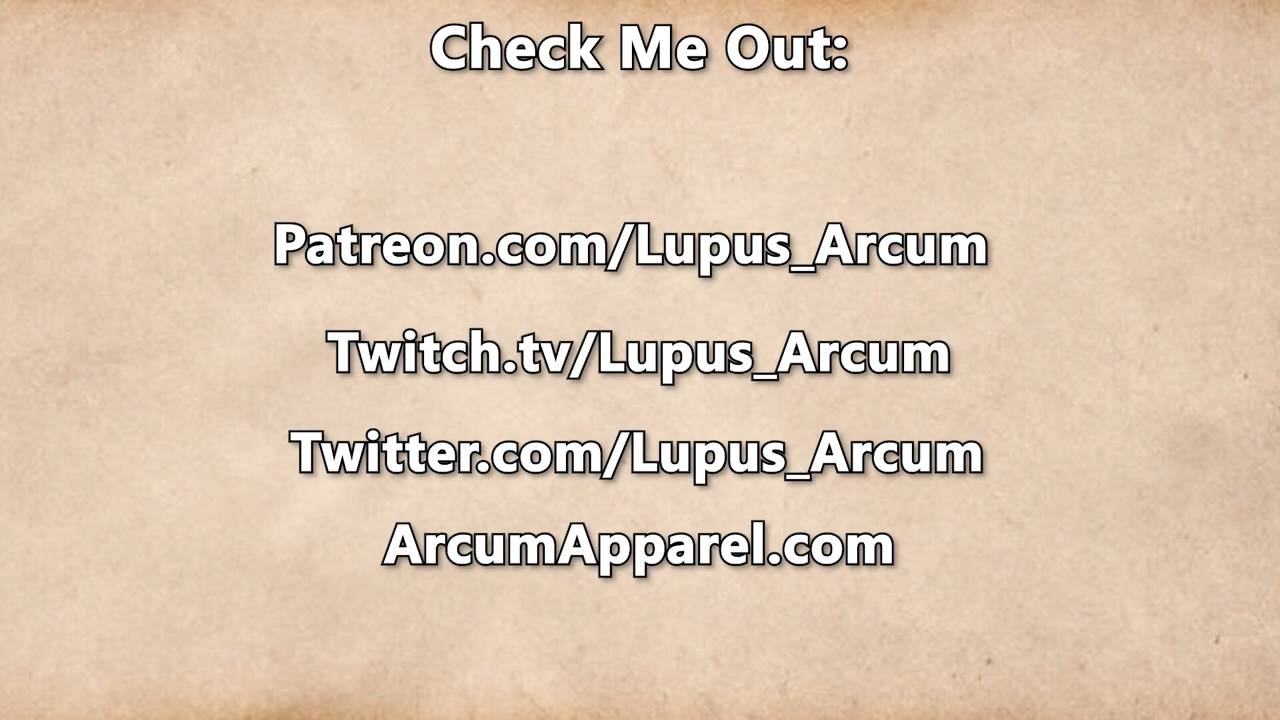 Check Me Out:
Patreon.com/Lupus_Arcum
Twitch.tv/Lupus_Arcum
Twitter.com/Lupus_Arcum
ArcumApparel.com